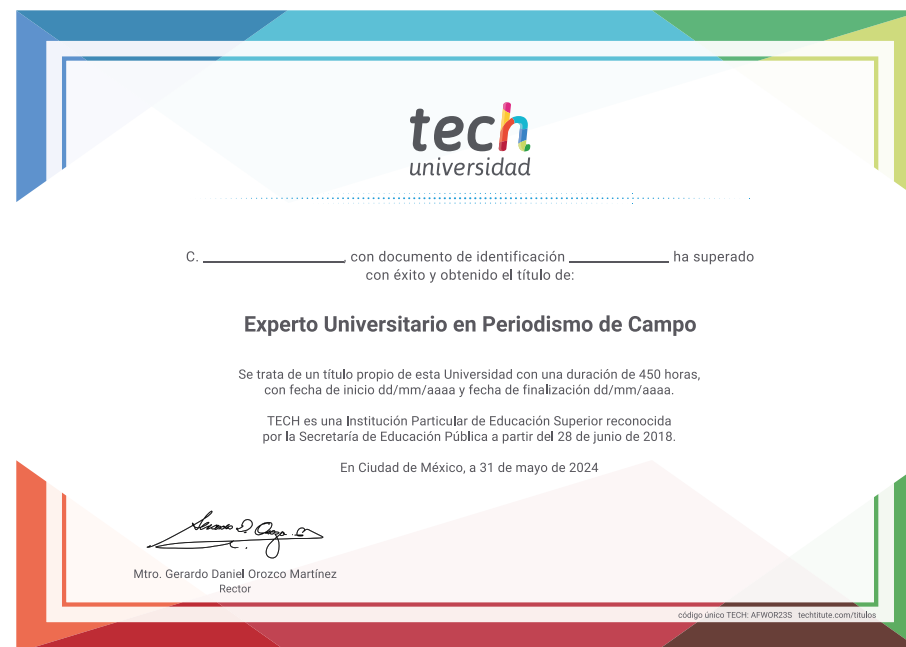 tech
universidad
C. ____________________, con documento de identificación ______________ ha superado
con éxito y obtenido el título de:
Experto Universitario en Periodismo de Campo
Se trata de un título propio de esta Universidad con una duración de 450 horas,
con fecha de inicio dd/mm/aaaa y fecha de finalización dd/mm/aaaa.
TECH es una Institución Particular de Educación Superior reconocida
por la Secretaría de Educación Pública a partir del 28 de junio de 2018.
En Ciudad de México, a 31 de mayo de 2024
Mtro. Gerardo Daniel Orozco Martínez
Rector
código único TECH: AFWOR23S techtitute.com/titulos